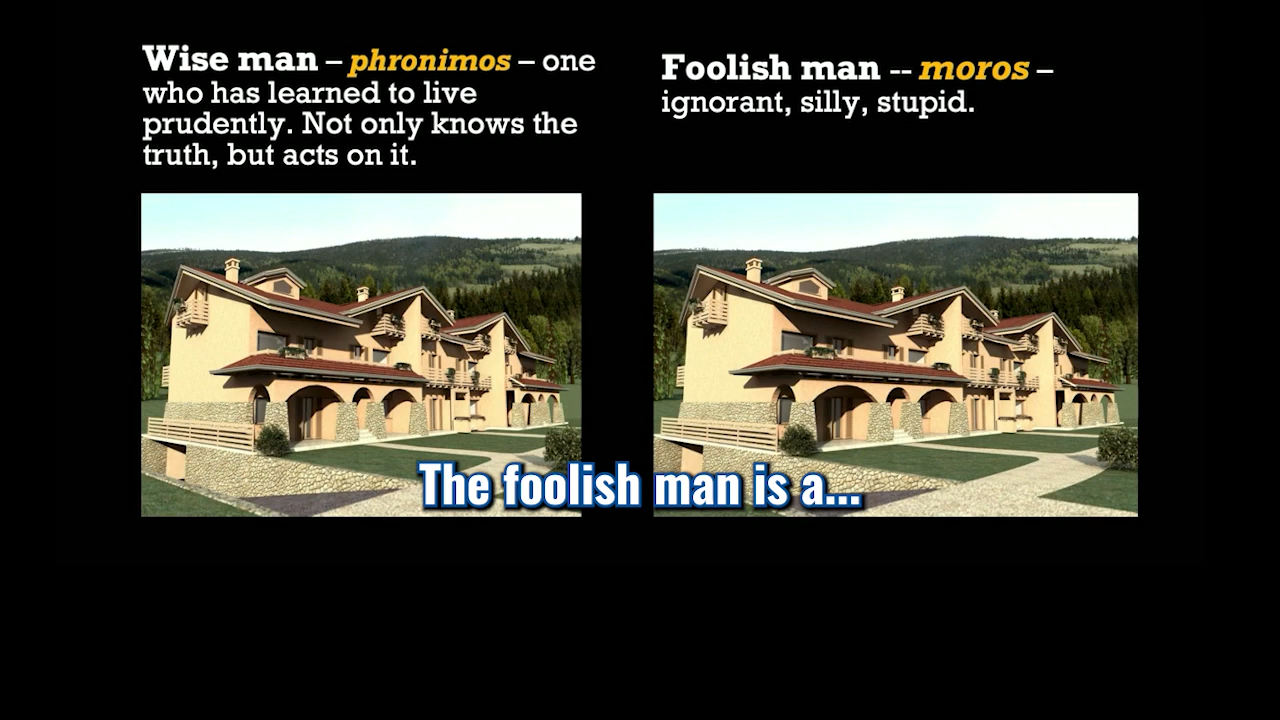 Wise man – phronimos – one
who has learned to live
prudently. Not only knows the
truth, but acts on it.
Foolish man -- moros –
ignorant, silly, stupid.
The foolish man is a...